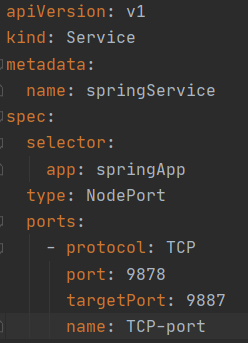 apiVersion: v1
kind: Service
metadata:
  name: springService
spec:
  selector:
    app: springApp
  type: NodePort
  ports:
    - protocol: TCP
      port: 9878
      targetPort: 9887
      name: TCP-port